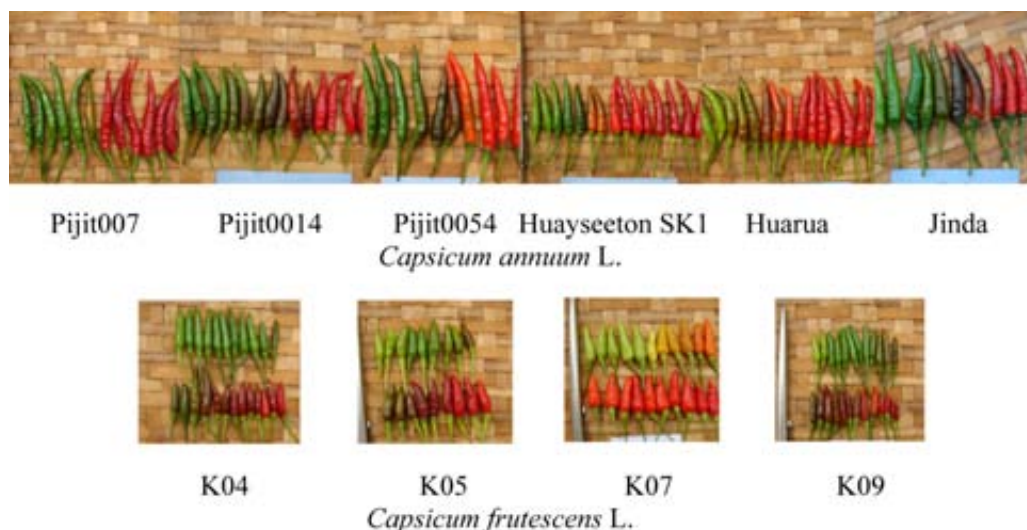 Pijit007 Pijit0014 Pijit0054 Huayseeton SK1 Huarua Jinda
Capsicum annuum L.
K04 K05 K07 K09
Capsicum frutescens L.